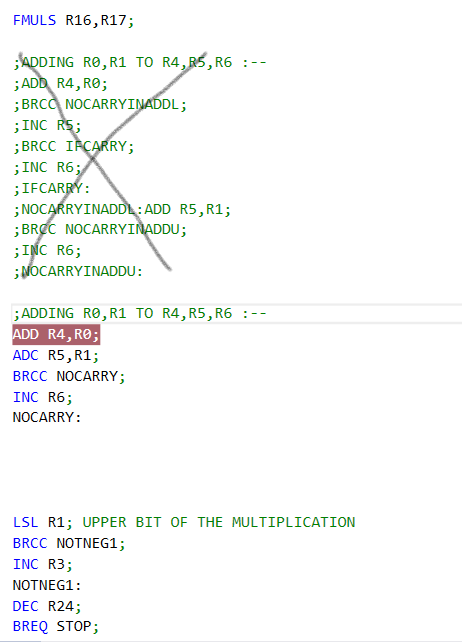 FMULS R16,R17;
;ADDING R0,R1 TO R4,R5,R6 :--
;ADD R4,R0;
;BRCC NOCARRYINADDL;
;INC R5;
;BRCC IFCARRY;
;INC R6;
;IFCARRY:
;NOCARRYINADDL:ADD R5,R1;
;BRCC NOCARRYINADDU;
;INC R6;
;NOCARRYINADDU:
;ADDING R0,R1 TO R4,R5,R6 :--
ADD R4,R0;
ADC R5,R1;
BRCC NOCARRY;
INC R6;
NOCARRY:
LSL R1; UPPER BIT OF THE MULTIPLICATION
BRCC NOTNEG1;
INC R3;
NOTNEG1:
DEC R24;
BREQ STOP;